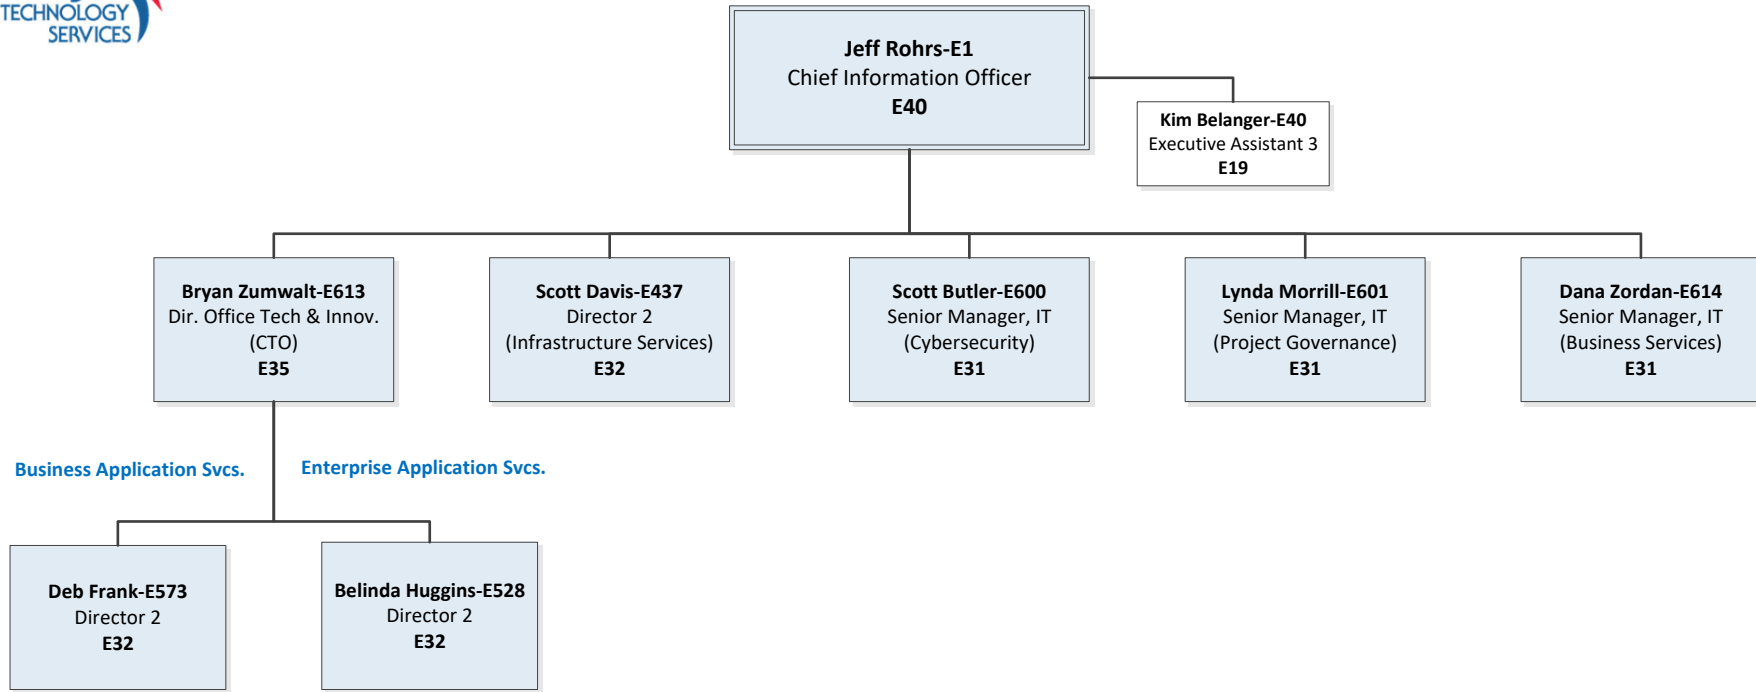 TECHNOLOGY
SERVICES
Jeff Rohrs-E1
Chief Information Officer
E40
Kim Belanger-E40
Executive Assistant 3
E19
Bryan Zumwalt-E613
Dir. Office Tech & Innov.
(CTO)
E35
Scott Davis-E437
Director 2
(Infrastructure Services)
E32
Scott Butler-E600
Senior Manager, IT
(Cybersecurity)
E31
Lynda Morrill-E601
Senior Manager, IT
(Project Governance)
E31
Dana Zordan-E614
Senior Manager, IT
(Business Services)
E31
Business Application Svcs.
Enterprise Application Svcs.
Deb Frank-E573
Director 2
E32
Belinda Huggins-E528
Director 2
E32